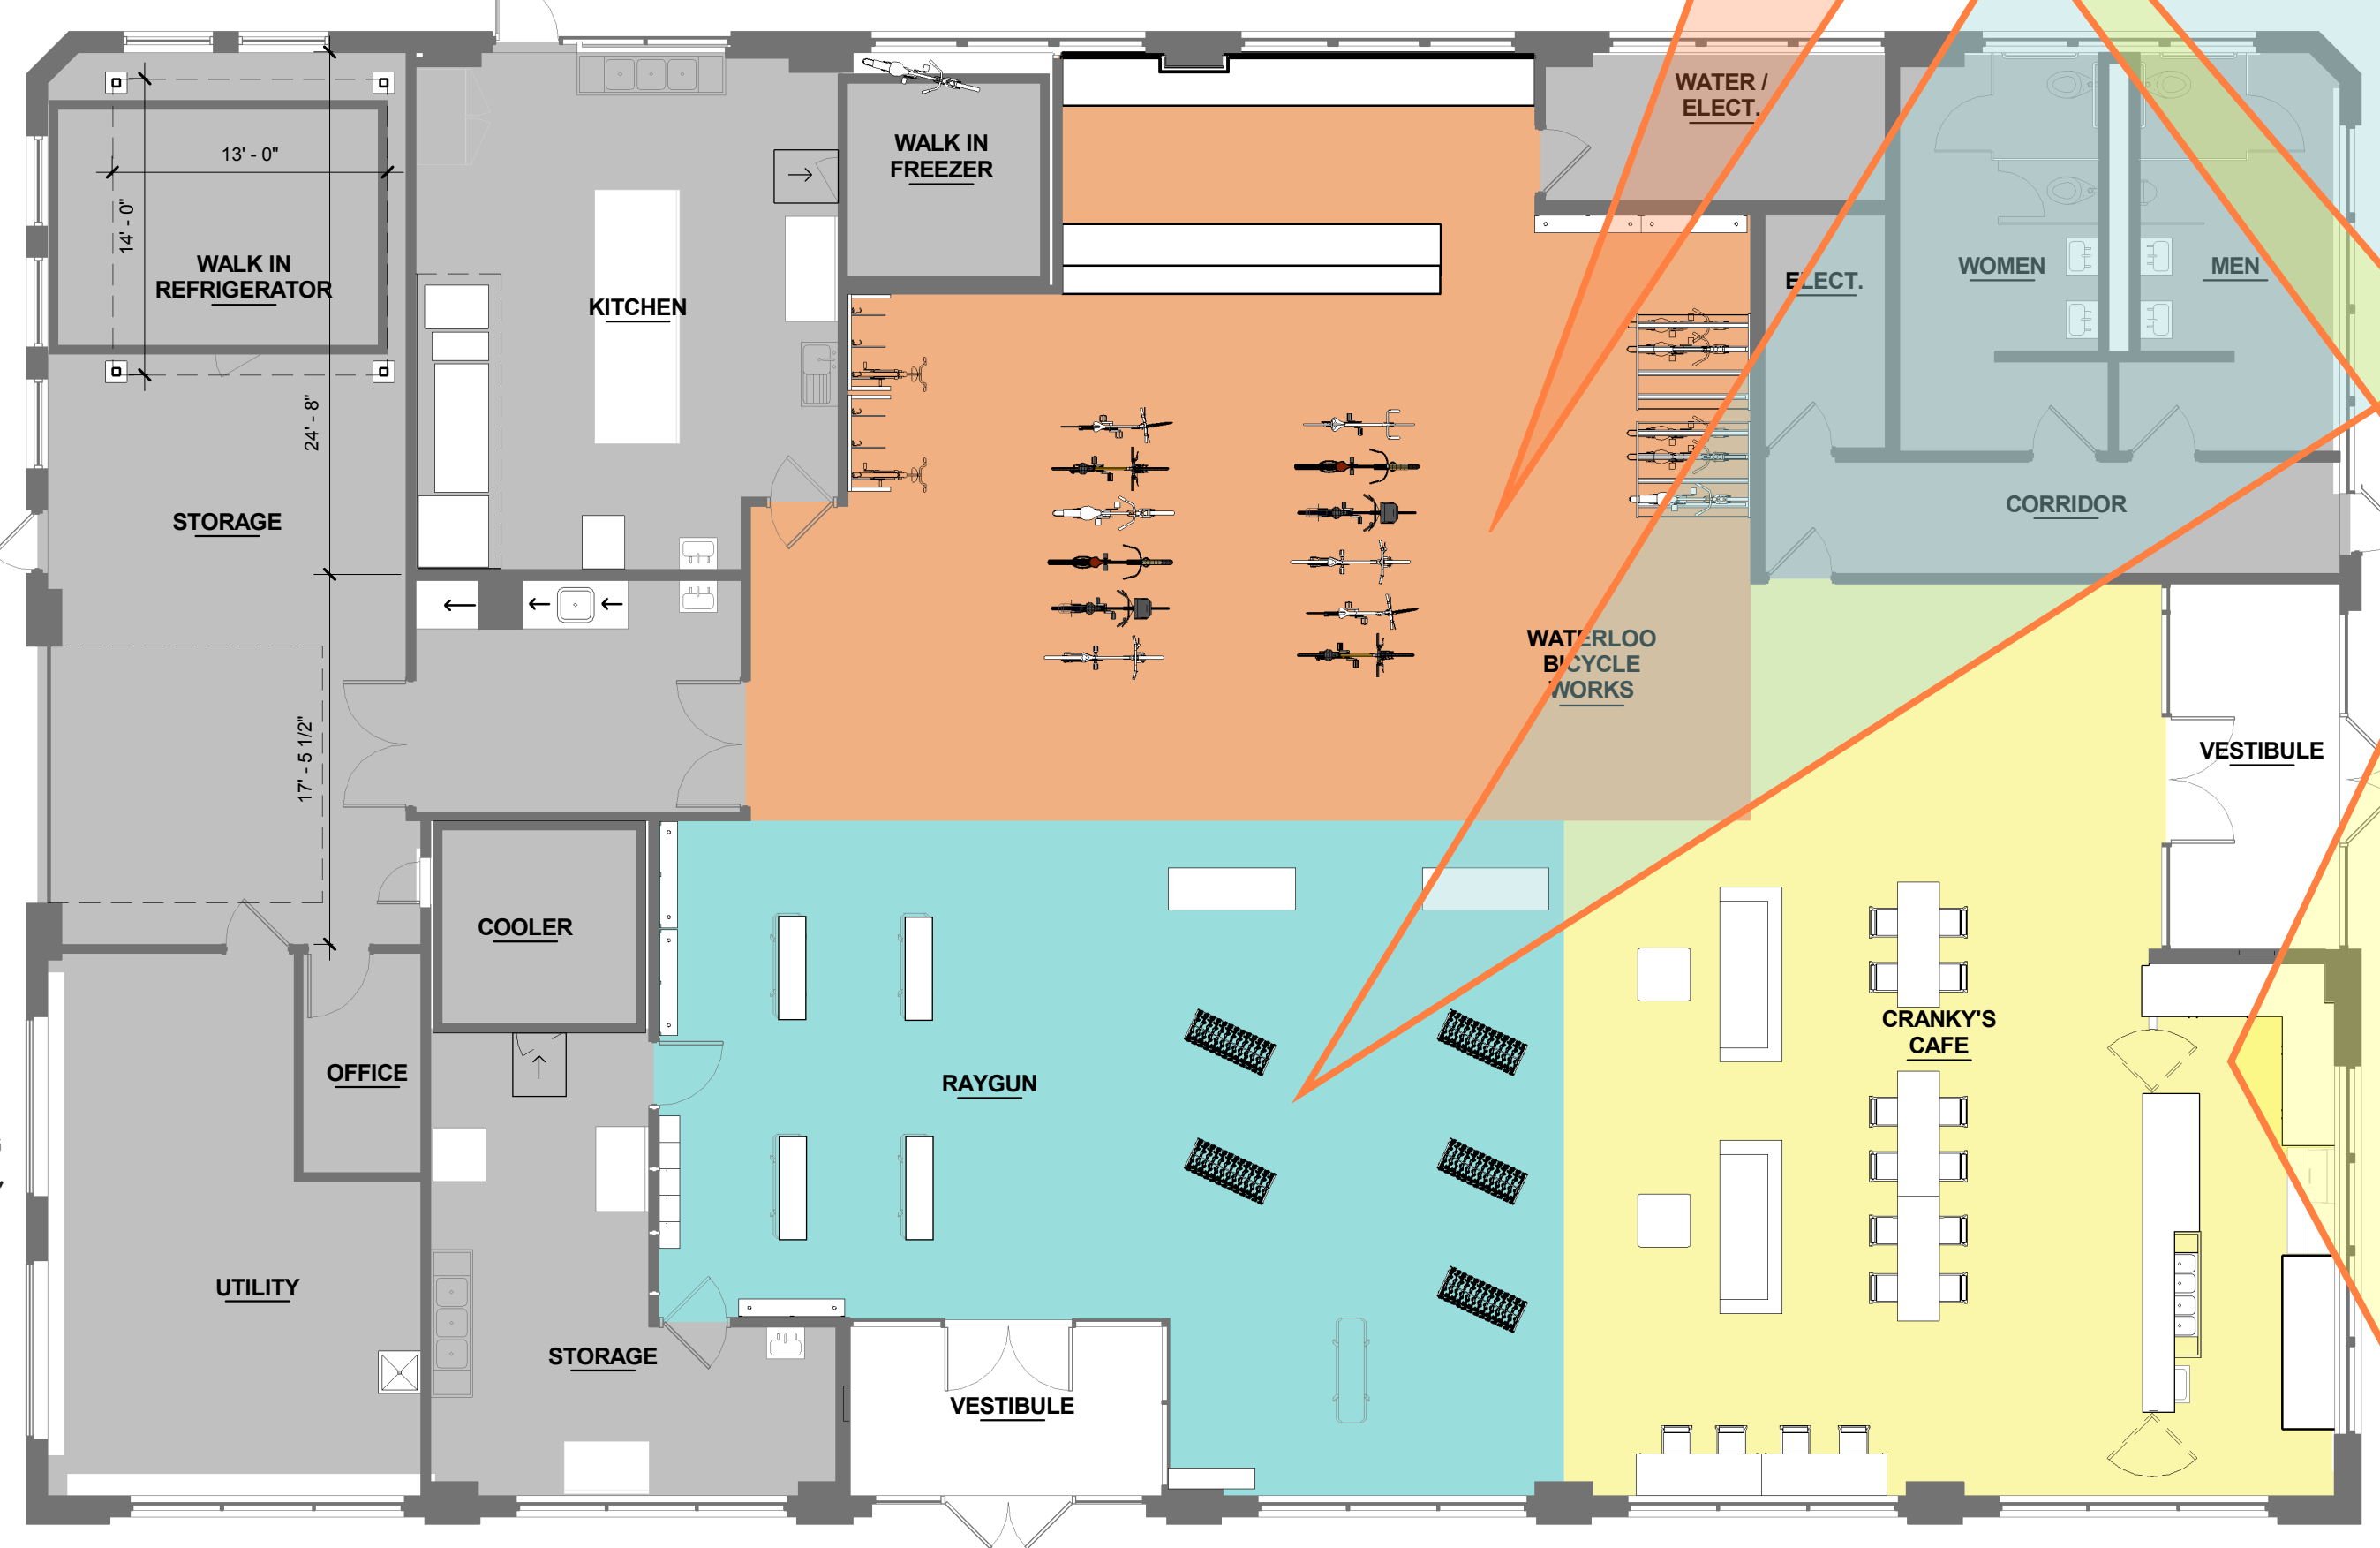 WATER /
ELECT.
WALK IN
FREEZER
13' - 0"
14' - 0"
WALK IN
REFRIGERATOR
KITCHEN
ELECT.
WOMEN
MEN
24' - 8"
STORAGE
CORRIDOR
WATERLOO
BICYCLE
WORKS
17' - 5 1/2"
VESTIBULE
COOLER
CRANKY'S
CAFE
OFFICE
RAYGUN
UTILITY
STORAGE
VESTIBULE